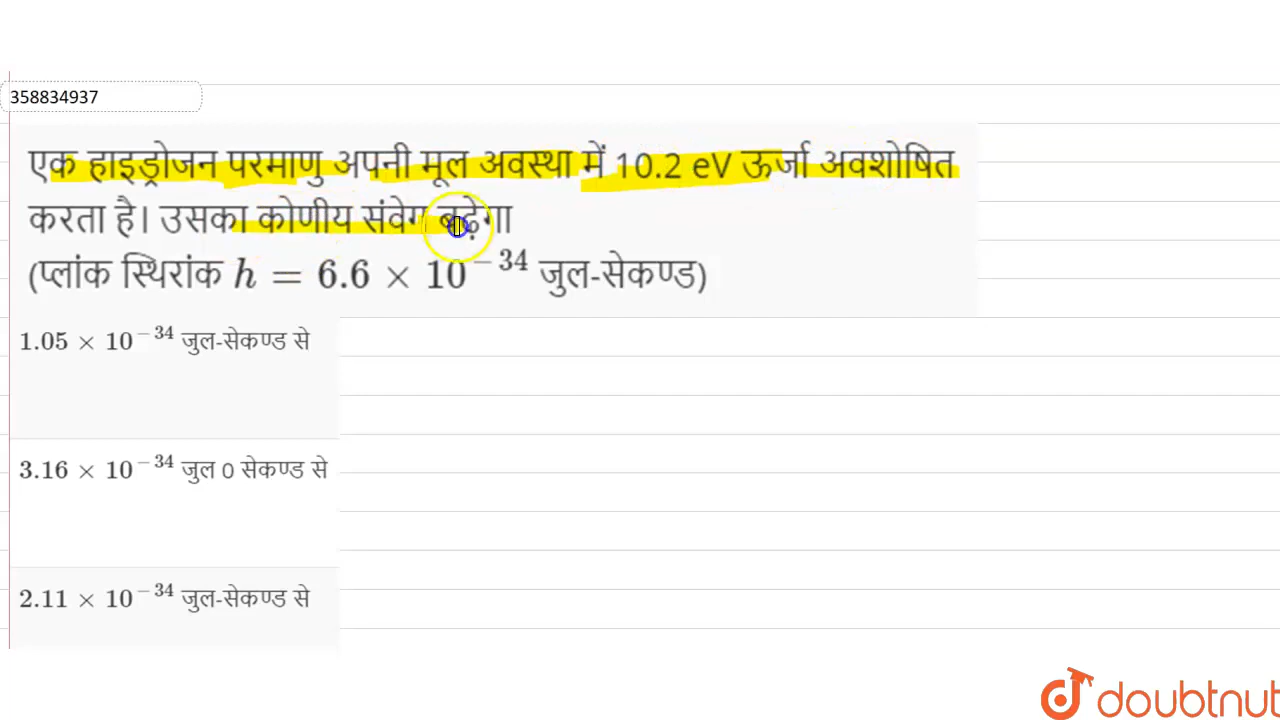 358834937
एक हाइड्रोजन परमाणु अपनी मूल अवस्था में 10.2 eV ऊर्जा अवशोषित
करता है। उसका कोणीय संवेग बढ़ेगा
(प्लांक स्थिरांक h = 6.6 × 10⁻³⁴ जुल-सेकण्ड)
1.05 × 10⁻³⁴ जुल-सेकण्ड से
3.16 × 10⁻³⁴ जुल 0 सेकण्ड से
2.11 × 10⁻³⁴ जुल-सेकण्ड से
doubtnut